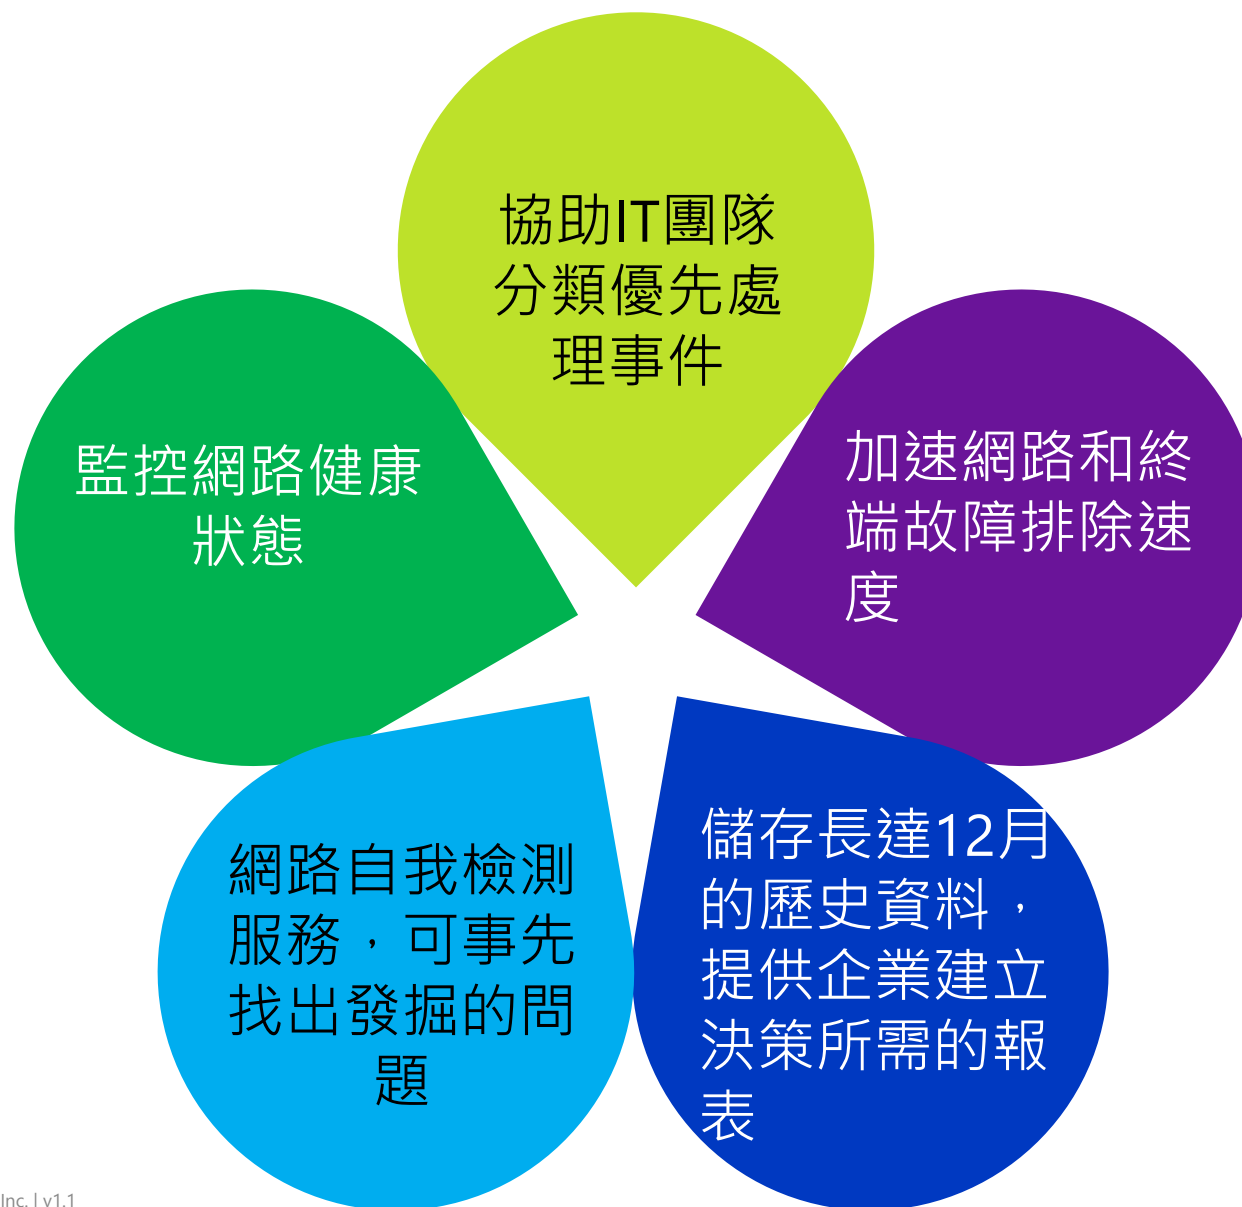 協助IT團隊
分類優先處
理事件
監控網路健康
狀態
加速網路和終
端故障排除速
度
網路自我檢測
服務，可事先
找出發掘的問
題
儲存長達12月
的歷史資料，
提供企業建立
決策所需的報
表
Inc. | v1.1